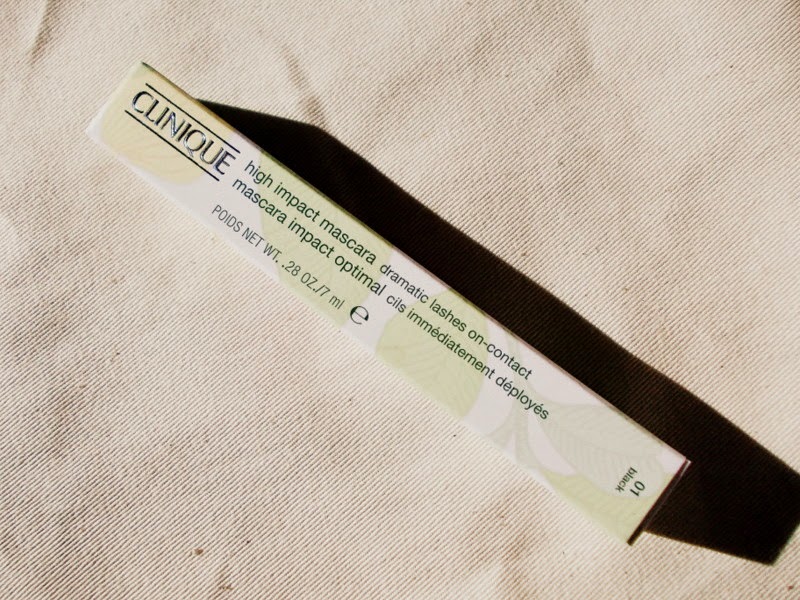 CLINIQUE
high impact mascara dramatic lashes on-contact
mascara impact optimal cils immédiatement déployés
POIDS NET WT. .28 OZ./7 ml ℮
01
black